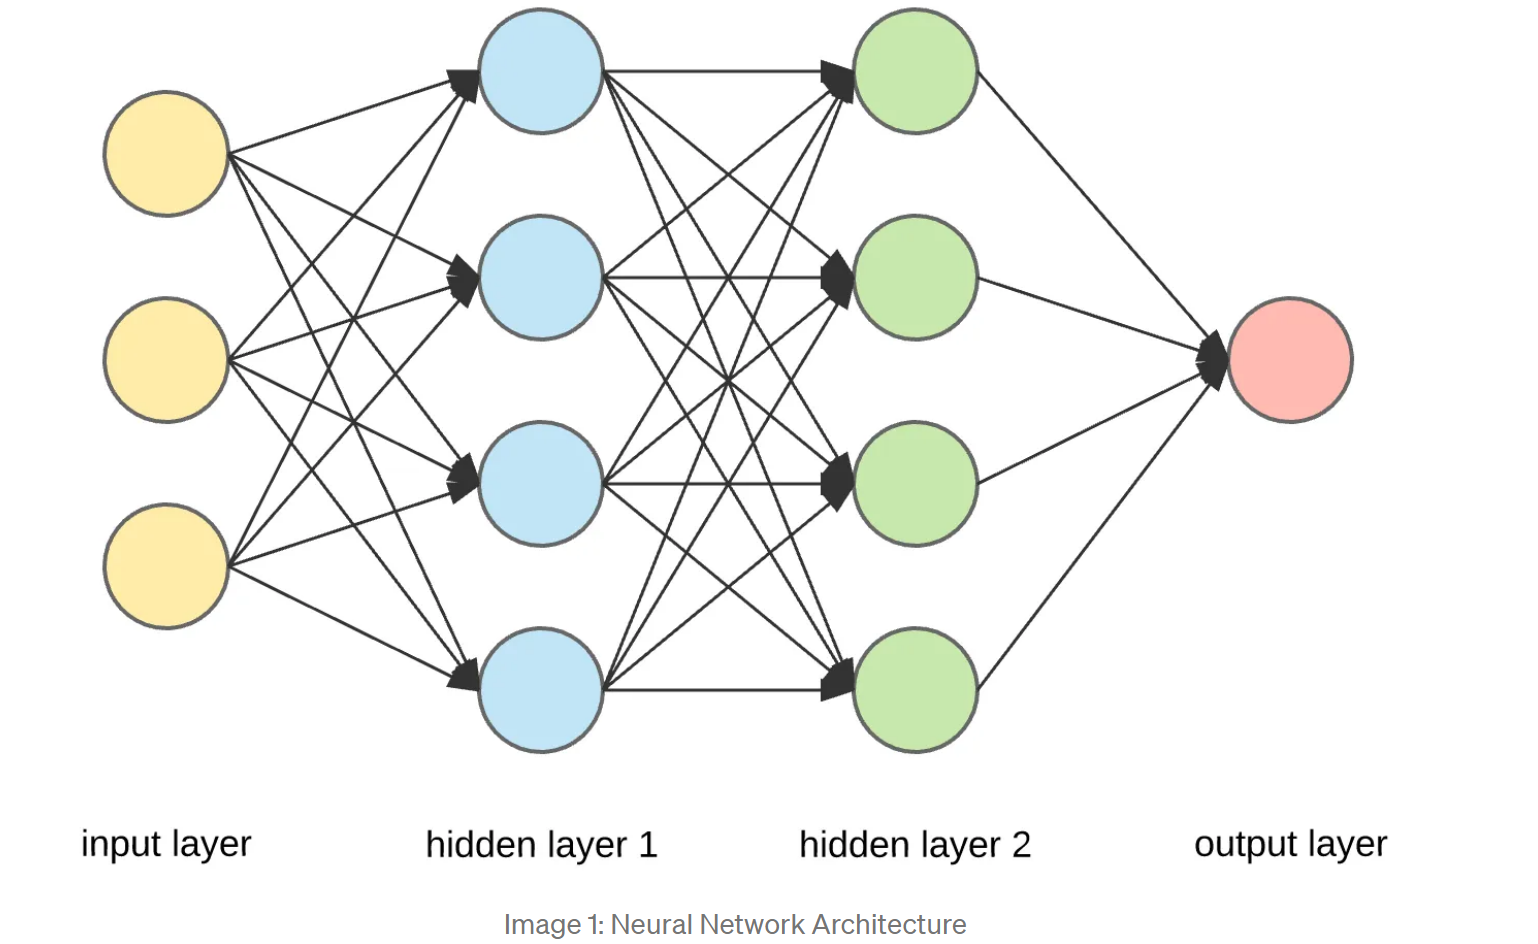 input layer
hidden layer 1
hidden layer 2
output layer
Image 1: Neural Network Architecture